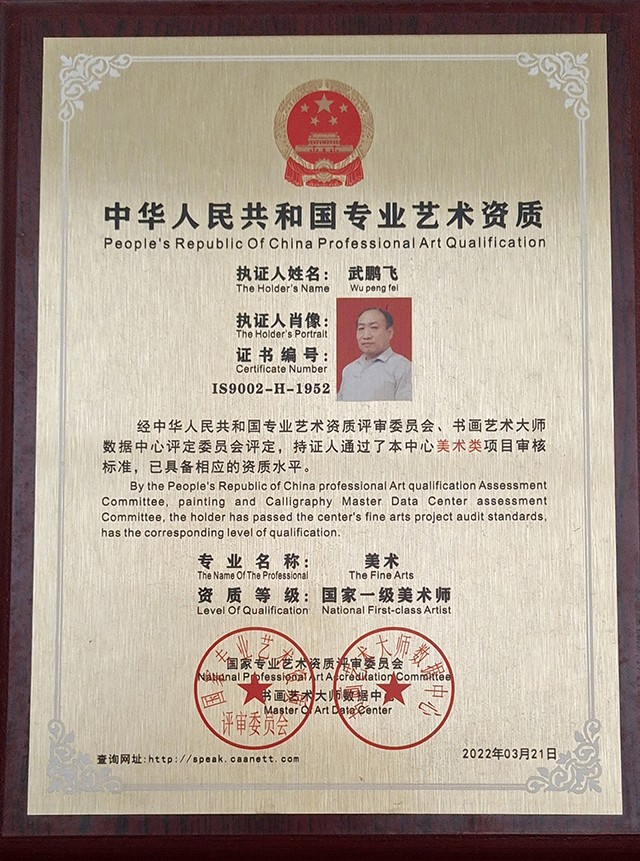 中华人民共和国专业艺术资质
People's Republic Of China Professional Art Qualification
执证人姓名： 武鹏飞
The Holder's Name Wu peng fei
执证人肖像：
The Holder's Portrait
证书编号：
Certificate Number
IS9002-H-1952
经中华人民共和国专业艺术资质评审委员会、书画艺术大师
数据中心评定委员会评定，持证人通过了本中心美术类项目审核
标准，已具备相应的资质水平。
By the People's Republic of China professional Art qualification Assessment
Committee, painting and Calligraphy Master Data Center assessment
Committee, the holder has passed the center's fine arts project audit standards,
has the corresponding level of qualification.
专业名称： 美术
The Name Of The Professional The Fine Arts
资质等级：国家一级美术师
Level Of Qualification National First-class Artist
国家专业艺术资质评审委员会
National Professional Art Accreditation Committee
书画艺术大师数据中心
Master Of Art Data Center
评审委员会
查询网址:http://speak.caanett.com
2022年03月21日